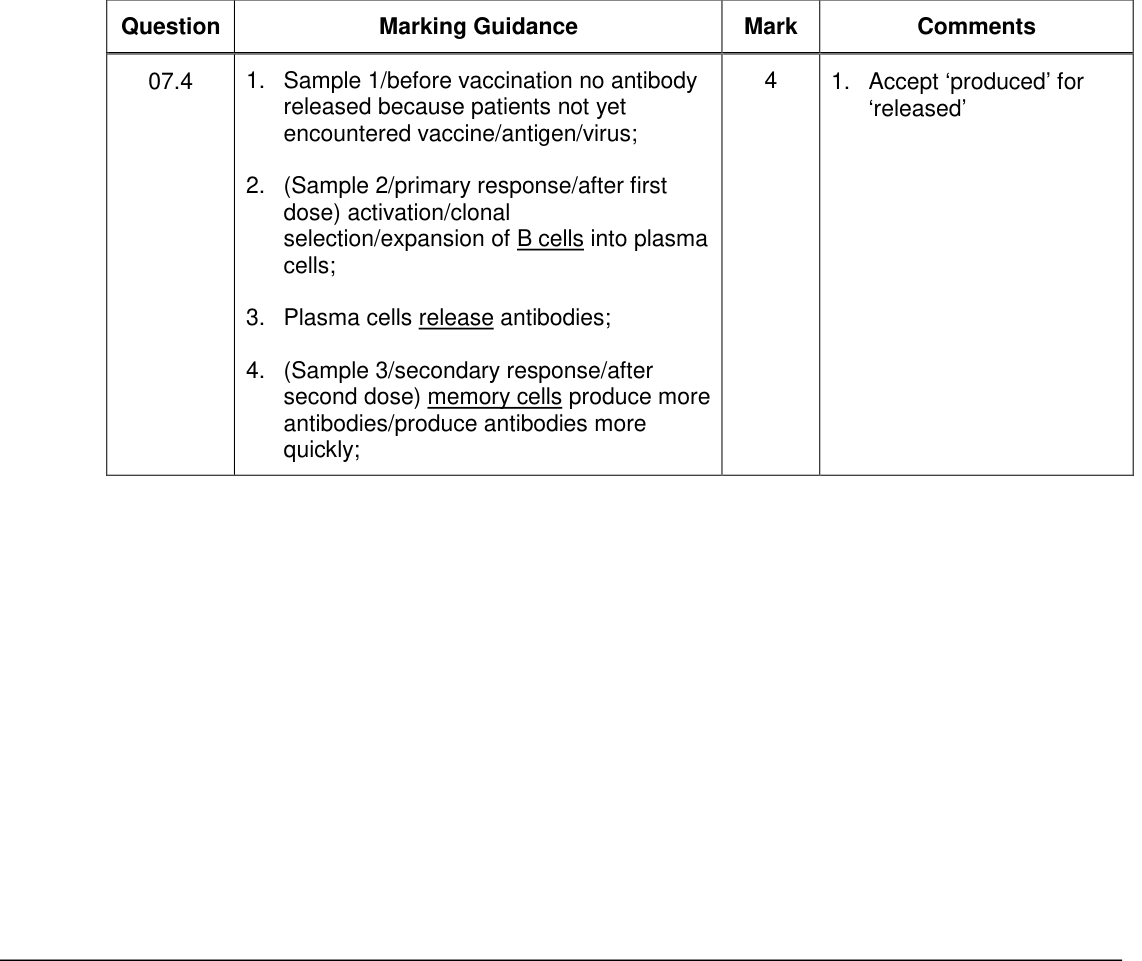 Question Marking Guidance Mark Comments
07.4 1. Sample 1/before vaccination no antibody 4 1. Accept ‘produced’ for
released because patients not yet ‘released’
encountered vaccine/antigen/virus;
2. (Sample 2/primary response/after first
dose) activation/clonal
selection/expansion of B cells into plasma
cells;
3. Plasma cells release antibodies;
4. (Sample 3/secondary response/after
second dose) memory cells produce more
antibodies/produce antibodies more
quickly;